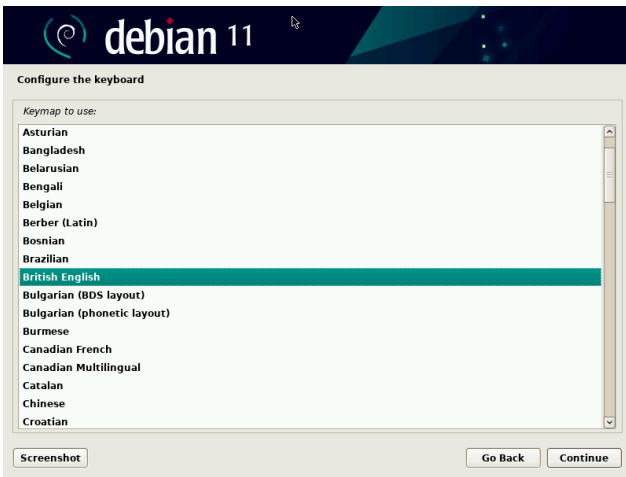 debian 11
Configure the keyboard
Keymap to use:
Asturian
Bangladesh
Belarusian
Bengali
Belgian
Berber (Latin)
Bosnian
Brazilian
British English
Bulgarian (BDS layout)
Bulgarian (phonetic layout)
Burmese
Canadian French
Canadian Multilingual
Catalan
Chinese
Croatian
Screenshot Go Back Continue